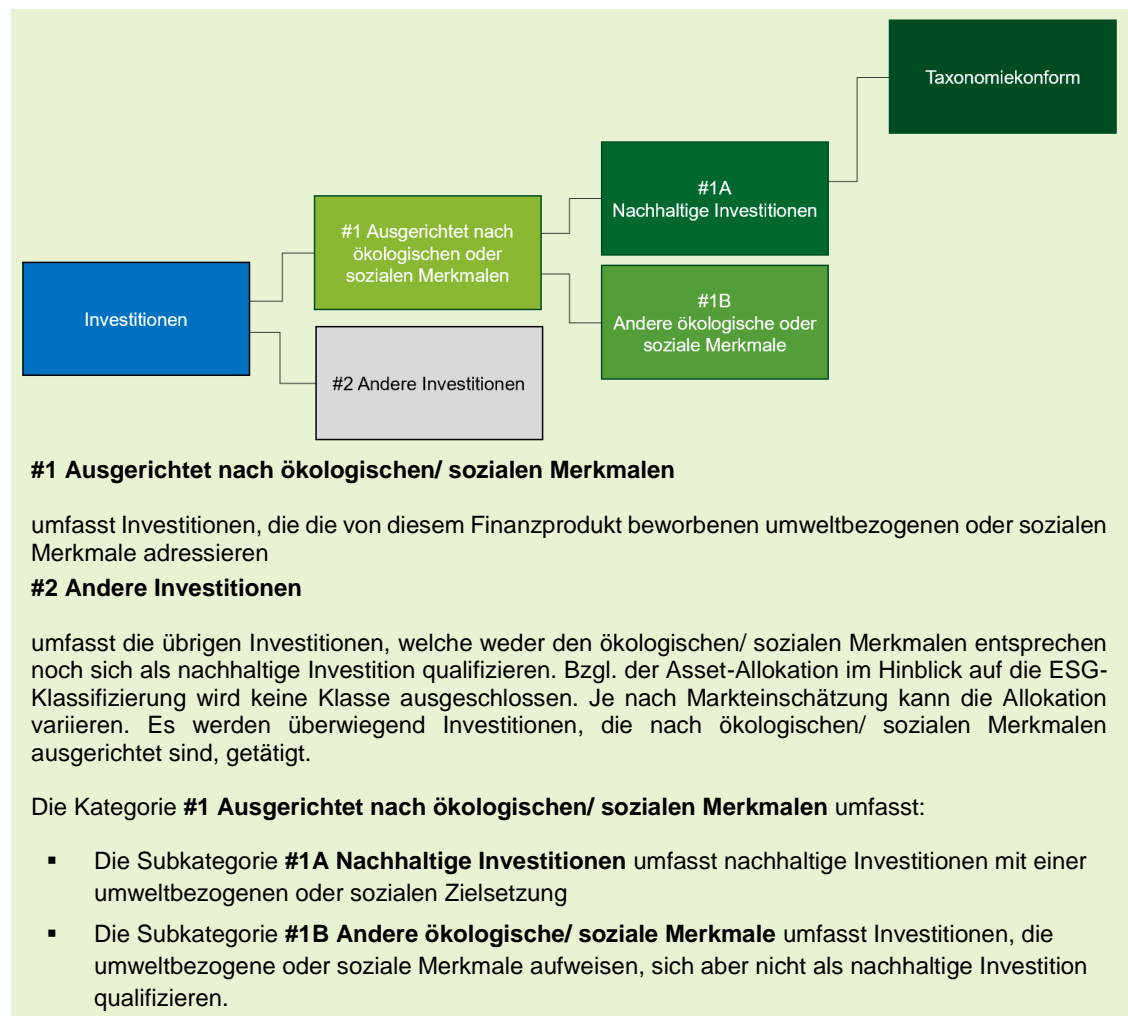 Taxonomiekonform
#1A
Nachhaltige Investitionen
#1 Ausgerichtet nach
ökologischen oder
sozialen Merkmalen
#1B
Andere ökologische oder
soziale Merkmale
Investitionen
#2 Andere Investitionen
#1 Ausgerichtet nach ökologischen/ sozialen Merkmalen
umfasst Investitionen, die die von diesem Finanzprodukt beworbenen umweltbezogenen oder sozialen
Merkmale adressieren
#2 Andere Investitionen
umfasst die übrigen Investitionen, welche weder den ökologischen/ sozialen Merkmalen entsprechen
noch sich als nachhaltige Investition qualifizieren. Bzgl. der Asset-Allokation im Hinblick auf die ESG-
Klassifizierung wird keine Klasse ausgeschlossen. Je nach Markteinschätzung kann die Allokation
variieren. Es werden überwiegend Investitionen, die nach ökologischen/ sozialen Merkmalen
ausgerichtet sind, getätigt.
Die Kategorie #1 Ausgerichtet nach ökologischen/ sozialen Merkmalen umfasst:
▪ Die Subkategorie #1A Nachhaltige Investitionen umfasst nachhaltige Investitionen mit einer
umweltbezogenen oder sozialen Zielsetzung
▪ Die Subkategorie #1B Andere ökologische/ soziale Merkmale umfasst Investitionen, die
umweltbezogene oder soziale Merkmale aufweisen, sich aber nicht als nachhaltige Investition
qualifizieren.